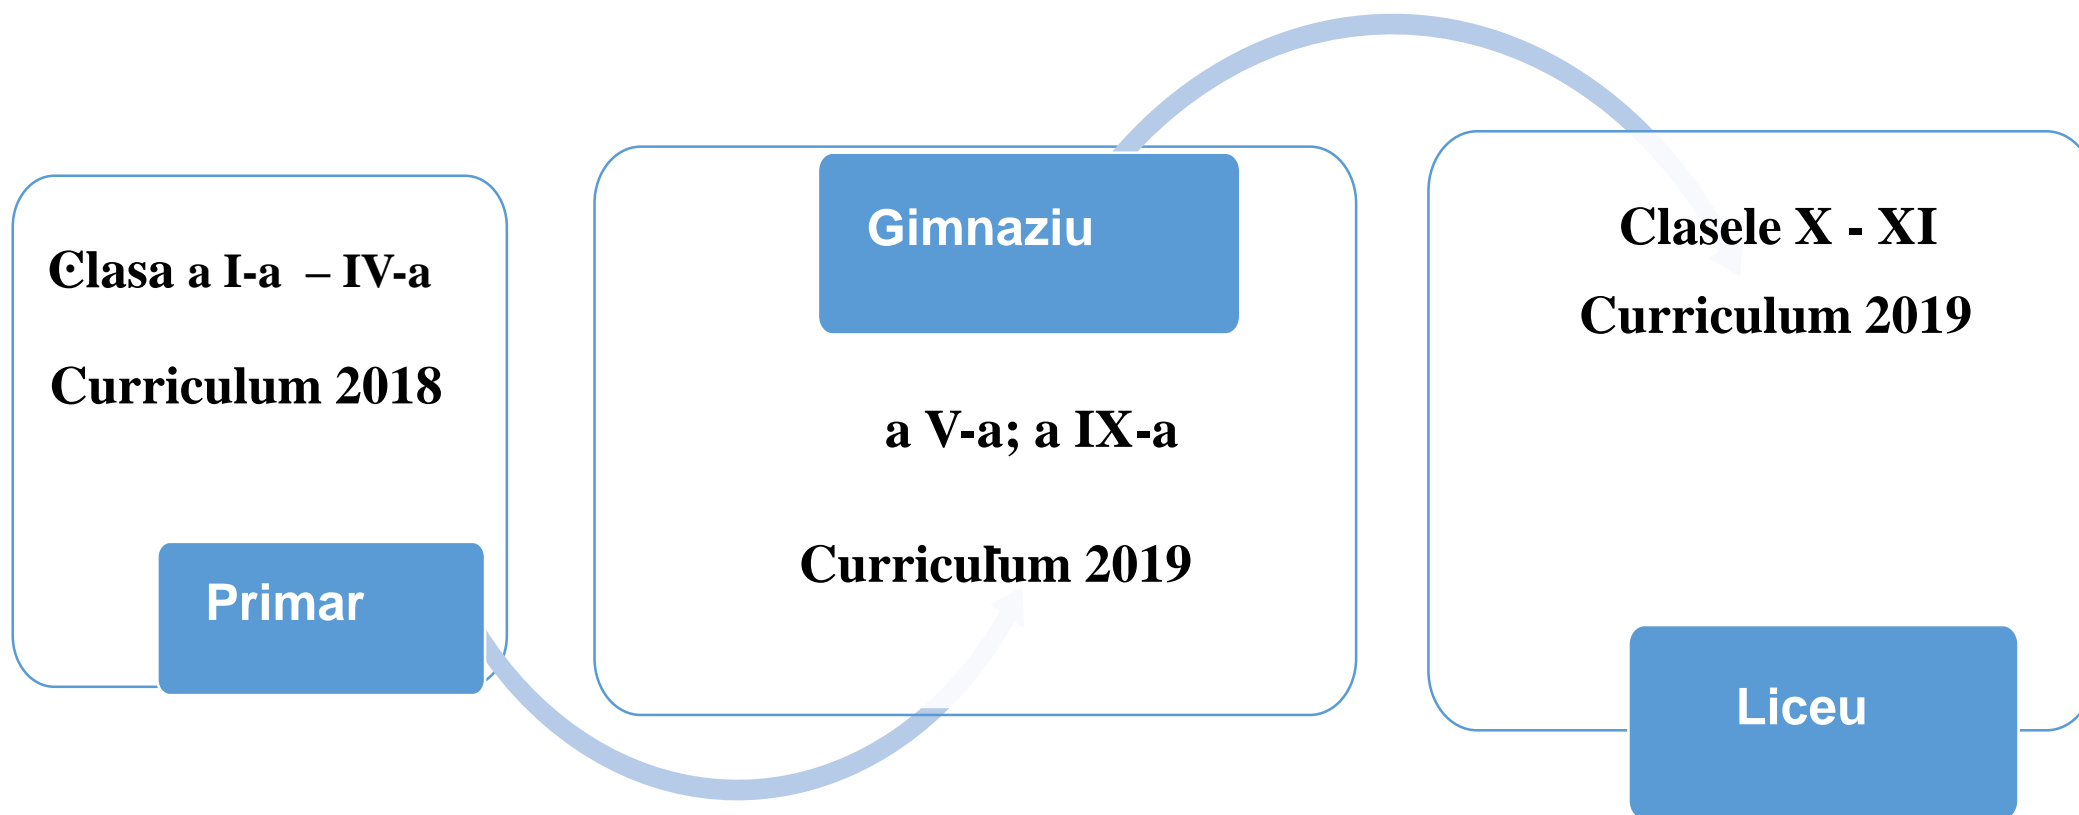 Clasa a I-a – IV-a
Curriculum 2018
Primar
Gimnaziu
a V-a; a IX-a
Curriculum 2019
Clasele X - XI
Curriculum 2019
Liceu